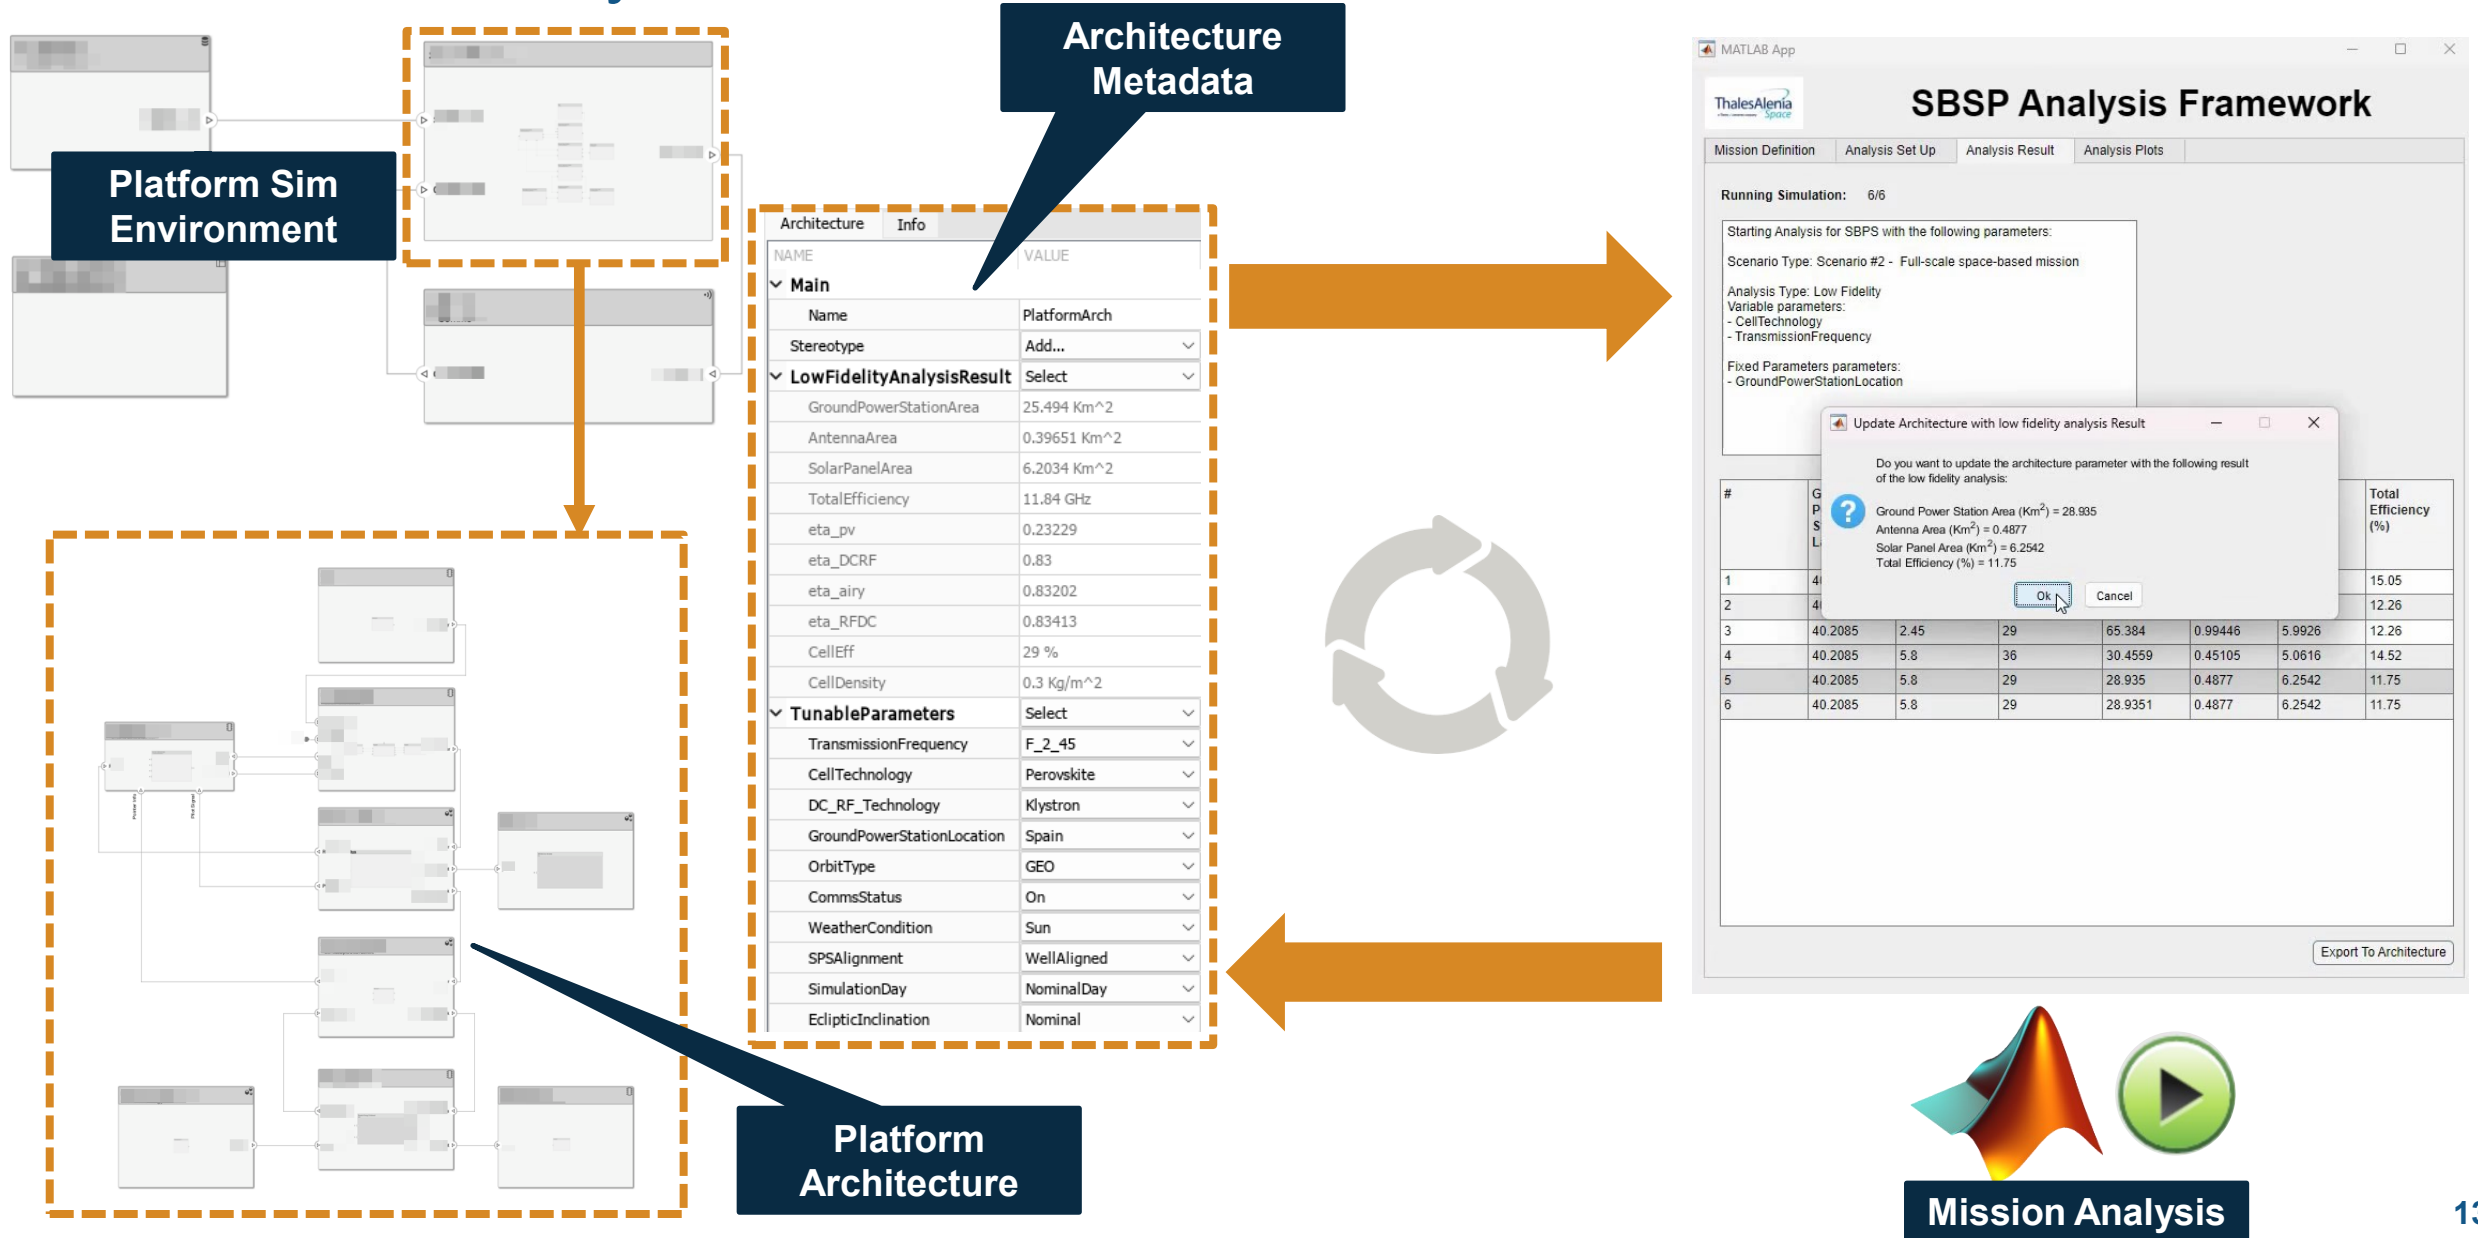 Architecture
Metadata
Platform Sim
Environment
Architecture Info
NAME VALUE
Main
Name PlatformArch
Stereotype Add...
LowFidelityAnalysisResult Select
GroundPowerStationArea 25.494 Km^2
AntennaArea 0.39651 Km^2
SolarPanelArea 6.2034 Km^2
TotalEfficiency 11.84 GHz
eta_pv 0.23229
eta_DCRF 0.83
eta_airy 0.83202
eta_RFDC 0.83413
CellEff 29 %
CellDensity 0.3 Kg/m^2
TunableParameters Select
TransmissionFrequency F_2_45
CellTechnology Perovskite
DC_RF_Technology Klystron
GroundPowerStationLocation Spain
OrbitType GEO
CommsStatus On
WeatherCondition Sun
SPSAlignment WellAligned
SimulationDay NominalDay
EclipticInclination Nominal
Platform
Architecture
MATLAB App
ThalesAlenia
Space
SBSP Analysis Framework
Mission Definition Analysis Set Up Analysis Result Analysis Plots
Running Simulation: 6/6
Starting Analysis for SBPS with the following parameters:
Scenario Type: Scenario #2 - Full-scale space-based mission
Analysis Type: Low Fidelity
Variable parameters:
- CellTechnology
- TransmissionFrequency
Fixed Parameters parameters:
- GroundPowerStationLocation
Update Architecture with low fidelity analysis Result
Do you want to update the architecture parameter with the following result
of the low fidelity analysis:
Ground Power Station Area (Km²) = 28.935
Antenna Area (Km²) = 0.4877
Solar Panel Area (Km²) = 6.2542
Total Efficiency (%) = 11.75
Ok Cancel
# Total
Efficiency
(%)
1 15.05
2 12.26
3 40.2085 2.45 29 65.384 0.99446 5.9926 12.26
4 40.2085 5.8 36 30.4559 0.45105 5.0616 14.52
5 40.2085 5.8 29 28.935 0.4877 6.2542 11.75
6 40.2085 5.8 29 28.9351 0.4877 6.2542 11.75
Export To Architecture
Mission Analysis